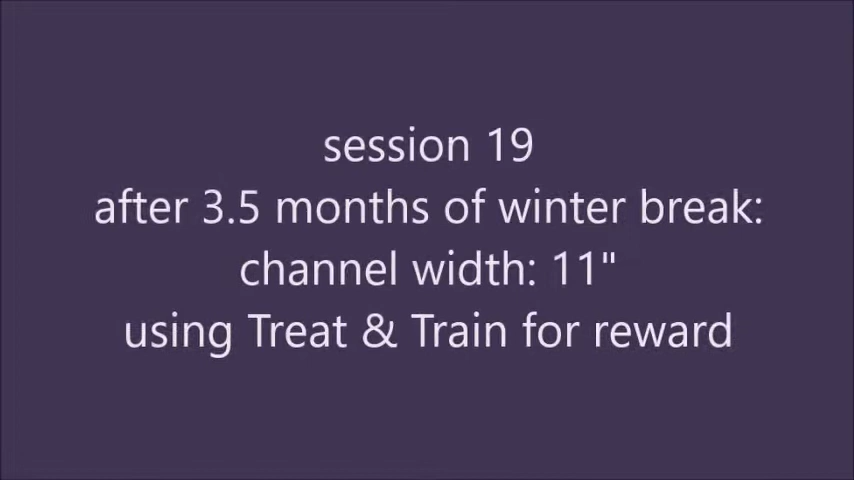 session 19
after 3.5 months of winter break:
channel width: 11"
using Treat & Train for reward